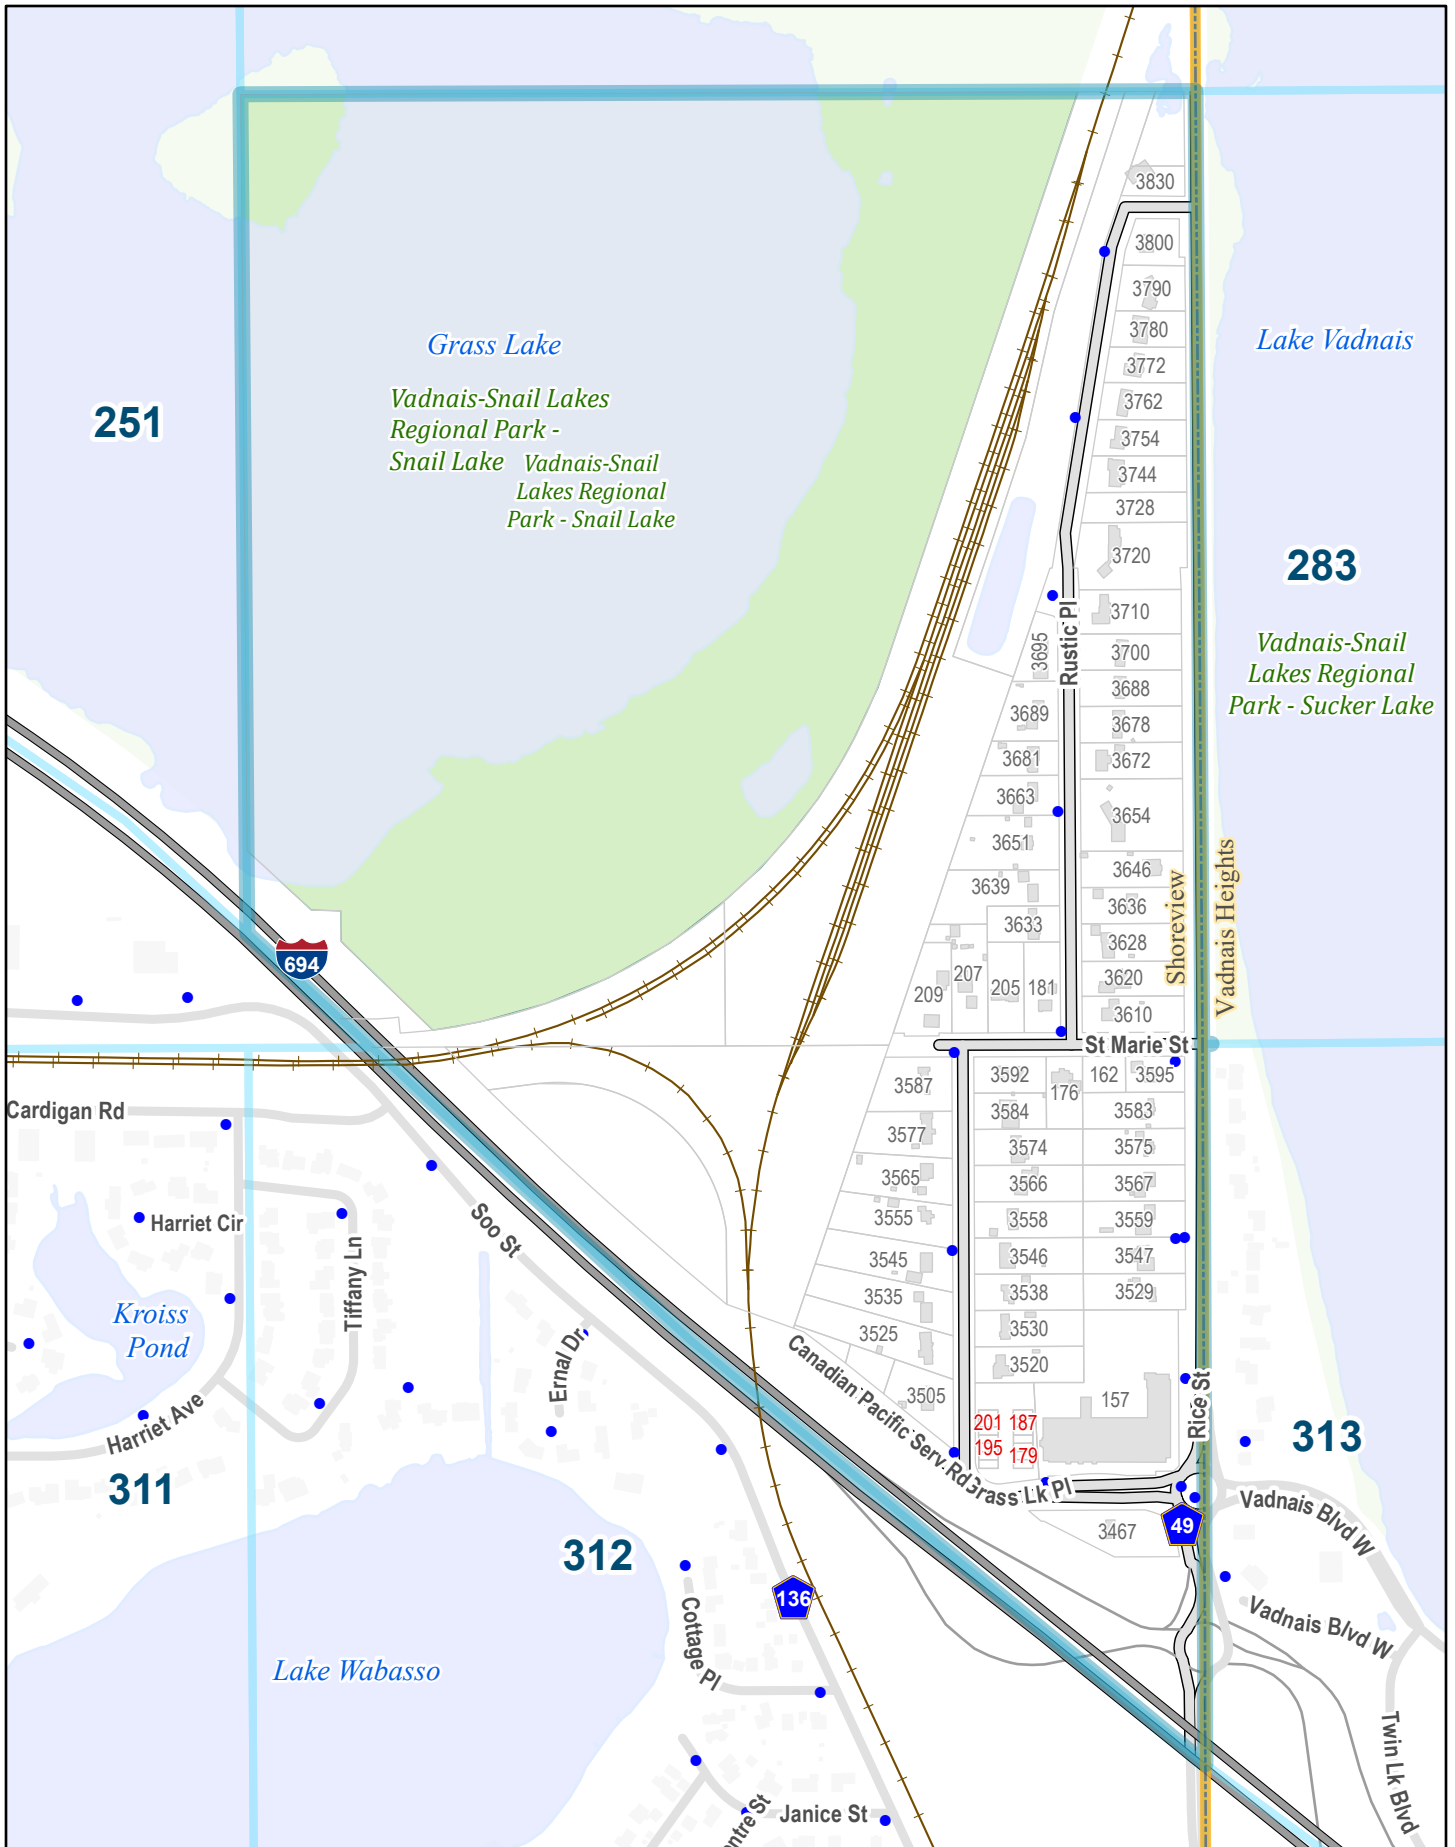 3830
3800
3790
Grass Lake
Lake Vadnais
3780
3772
Vadnais-Snail Lakes
Regional Park -
Snail Lake
251
3762
3754
Vadnais-Snail
Lakes Regional
Park - Snail Lake
3744
3728
3720
283
3710
Rustic Pl
3695
3700
Vadnais-Snail
Lakes Regional
Park - Sucker Lake
3688
3689
3678
3681
3672
3663
3654
3651
3646
3639
3636
Shoreview
Vadnais Heights
3633
3628
694
207
3620
209
205
181
3610
St Marie St
3587
3592
176
162
3595
Cardigan Rd
3584
3583
3577
3574
3575
3565
3566
3567
Harriet Cir
Soo St
3555
3558
3559
Tiffany Ln
3545
3546
3547
Kroiss
Pond
3535
3538
3529
3525
3530
Ernal Dr
Canadian Pacific Serv Rd
3520
3505
157
Rice St
Harriet Ave
201
187
195
179
313
311
Grass Lk Pl
Vadnais Blvd W
49
3467
312
136
Cottage Pl
Vadnais Blvd W
Lake Wabasso
Twin Lk Blvd
Janice St
entre St